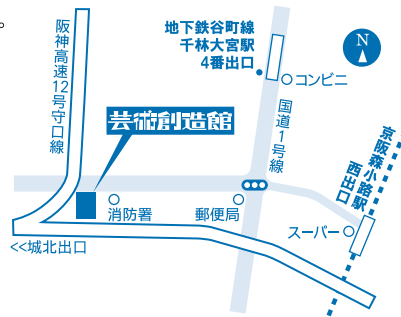 。
阪神高速12号守口線
地下鉄谷町線
千林大宮駅
4番出口
N
コンビニ
芸術創造館
国道1号線
京阪森小路駅
西出口
消防署
郵便局
スーパー
<<城北出口